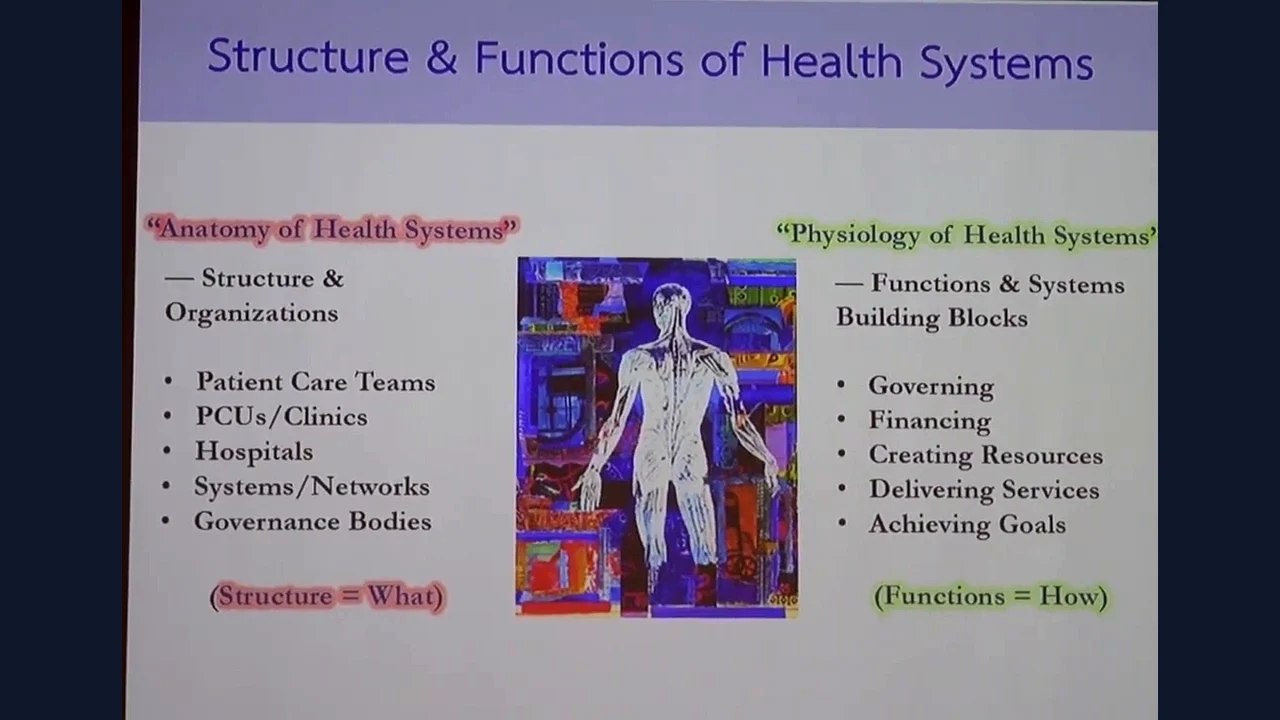 Structure & Functions of Health Systems
“Anatomy of Health Systems”
— Structure &
Organizations
• Patient Care Teams
• PCUs/Clinics
• Hospitals
• Systems/Networks
• Governance Bodies
(Structure = What)
“Physiology of Health Systems”
— Functions & Systems
Building Blocks
• Governing
• Financing
• Creating Resources
• Delivering Services
• Achieving Goals
(Functions = How)